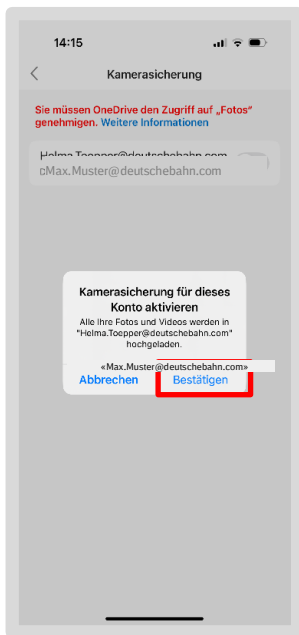 14:15
Kamerasicherung
Sie müssen OneDrive den Zugriff auf „Fotos"
genehmigen. Weitere Informationen
Helma.Toepper@deutschebahn.com
cMax.Muster@deutschebahn.com
Kamerasicherung für dieses
Konto aktivieren
Alle Ihre Fotos und Videos werden in
"Helma.Toepper@deutschebahn.com"
hochgeladen.
«Max.Muster@deutschebahn.com»
Abbrechen Bestätigen